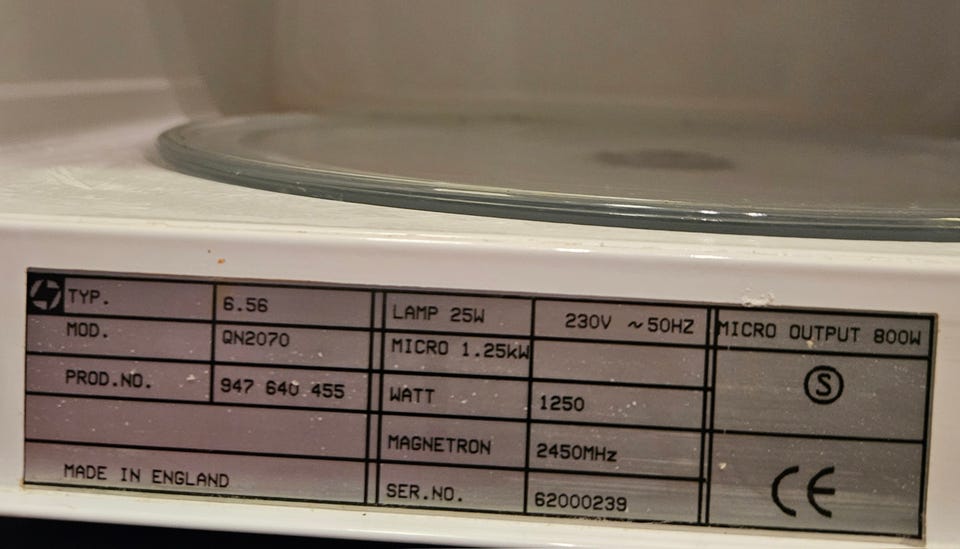 TYP. 6.56
MOD. QN2070
PROD.NO. 947 640 455
MADE IN ENGLAND
LAMP 25W 230V ~50HZ
MICRO 1.25kW
WATT 1250
MAGNETRON 2450MHz
SER.NO. 62000239
MICRO OUTPUT 800W
S
CE